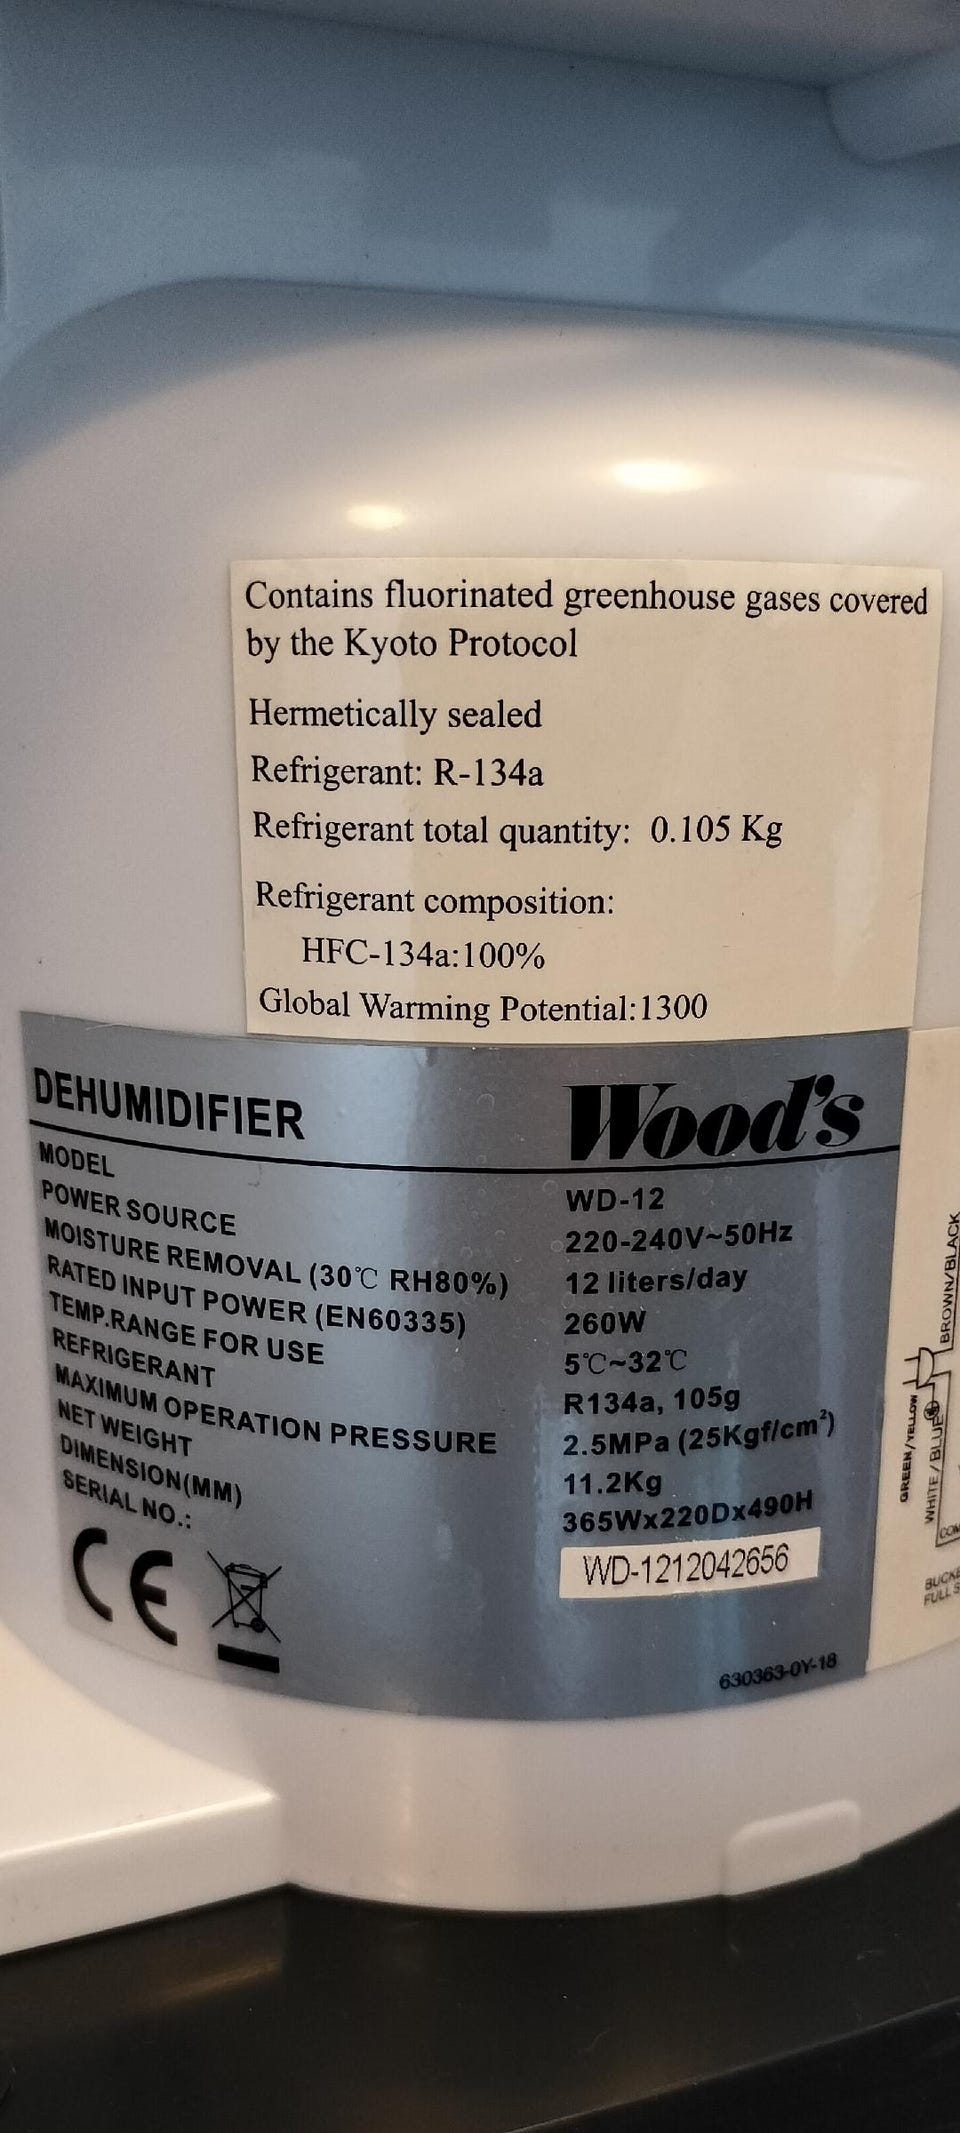 Contains fluorinated greenhouse gases covered
by the Kyoto Protocol
Hermetically sealed
Refrigerant: R-134a
Refrigerant total quantity: 0.105 Kg
Refrigerant composition:
HFC-134a:100%
Global Warming Potential:1300
DEHUMIDIFIER Wood's
MODEL WD-12
POWER SOURCE 220-240V~50Hz
MOISTURE REMOVAL (30℃ RH80%) 12 liters/day
RATED INPUT POWER (EN60335) 260W
TEMP.RANGE FOR USE 5℃~32℃
REFRIGERANT R134a, 105g
MAXIMUM OPERATION PRESSURE 2.5MPa (25Kgf/cm²)
NET WEIGHT 11.2Kg
DIMENSION(MM) 365Wx220Dx490H
SERIAL NO.: WD-1212042656
CE
630363-0Y-18
BROWN/BLACK
GREEN/YELLOW
WHITE/BLUE
FULL